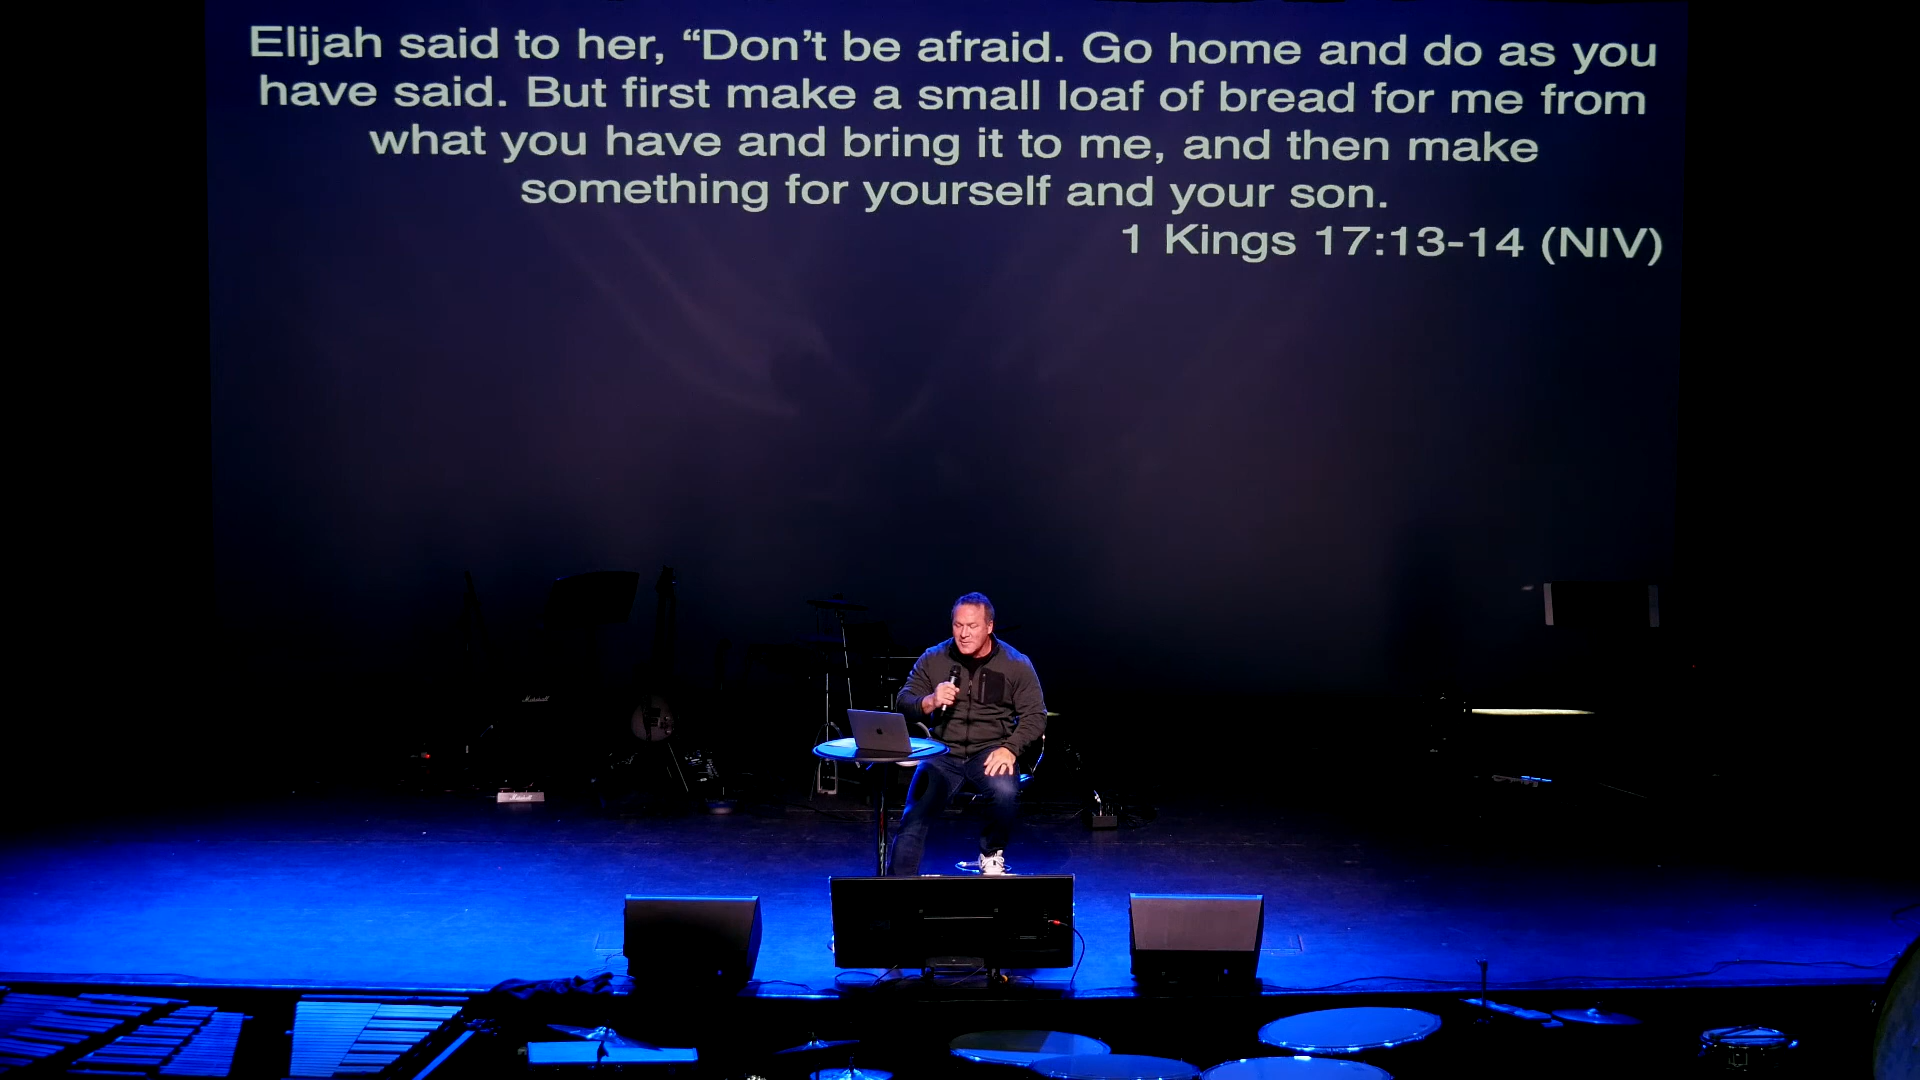 Elijah said to her, “Don’t be afraid. Go home and do as you
have said. But first make a small loaf of bread for me from
what you have and bring it to me, and then make
something for yourself and your son.
1 Kings 17:13-14 (NIV)
Marshall
Marshall